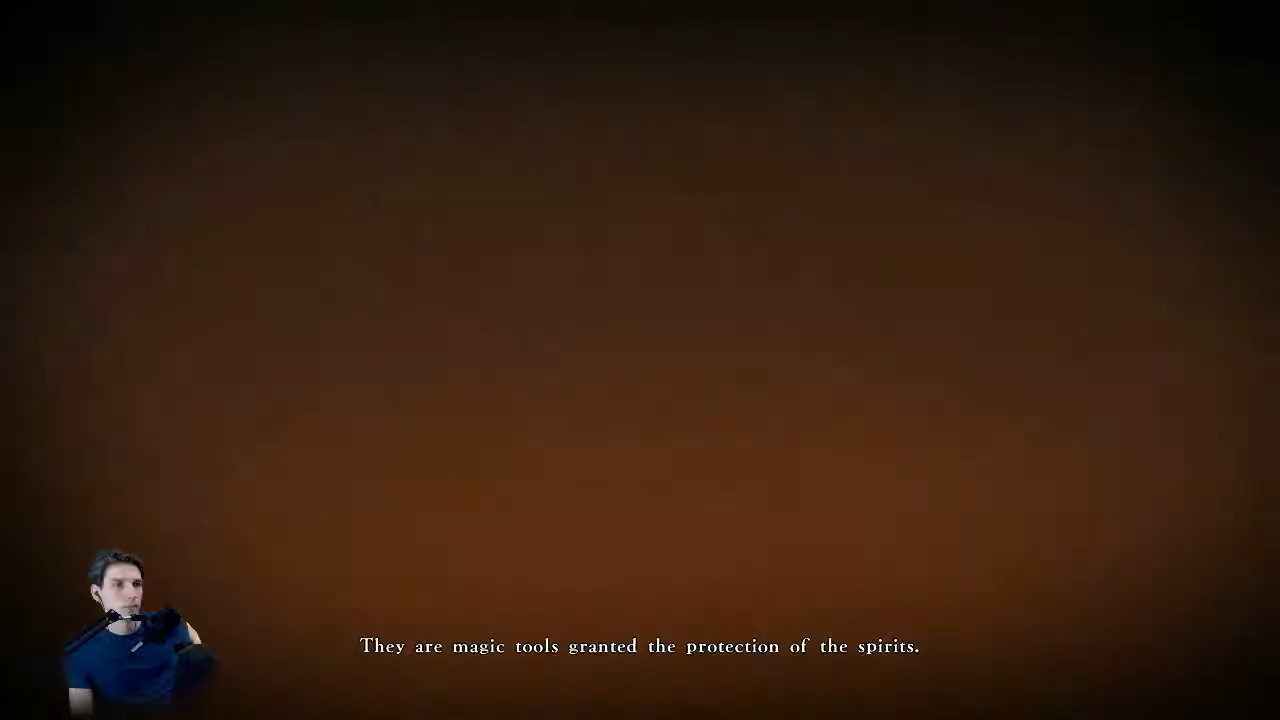 They are magic tools granted the protection of the spirits.